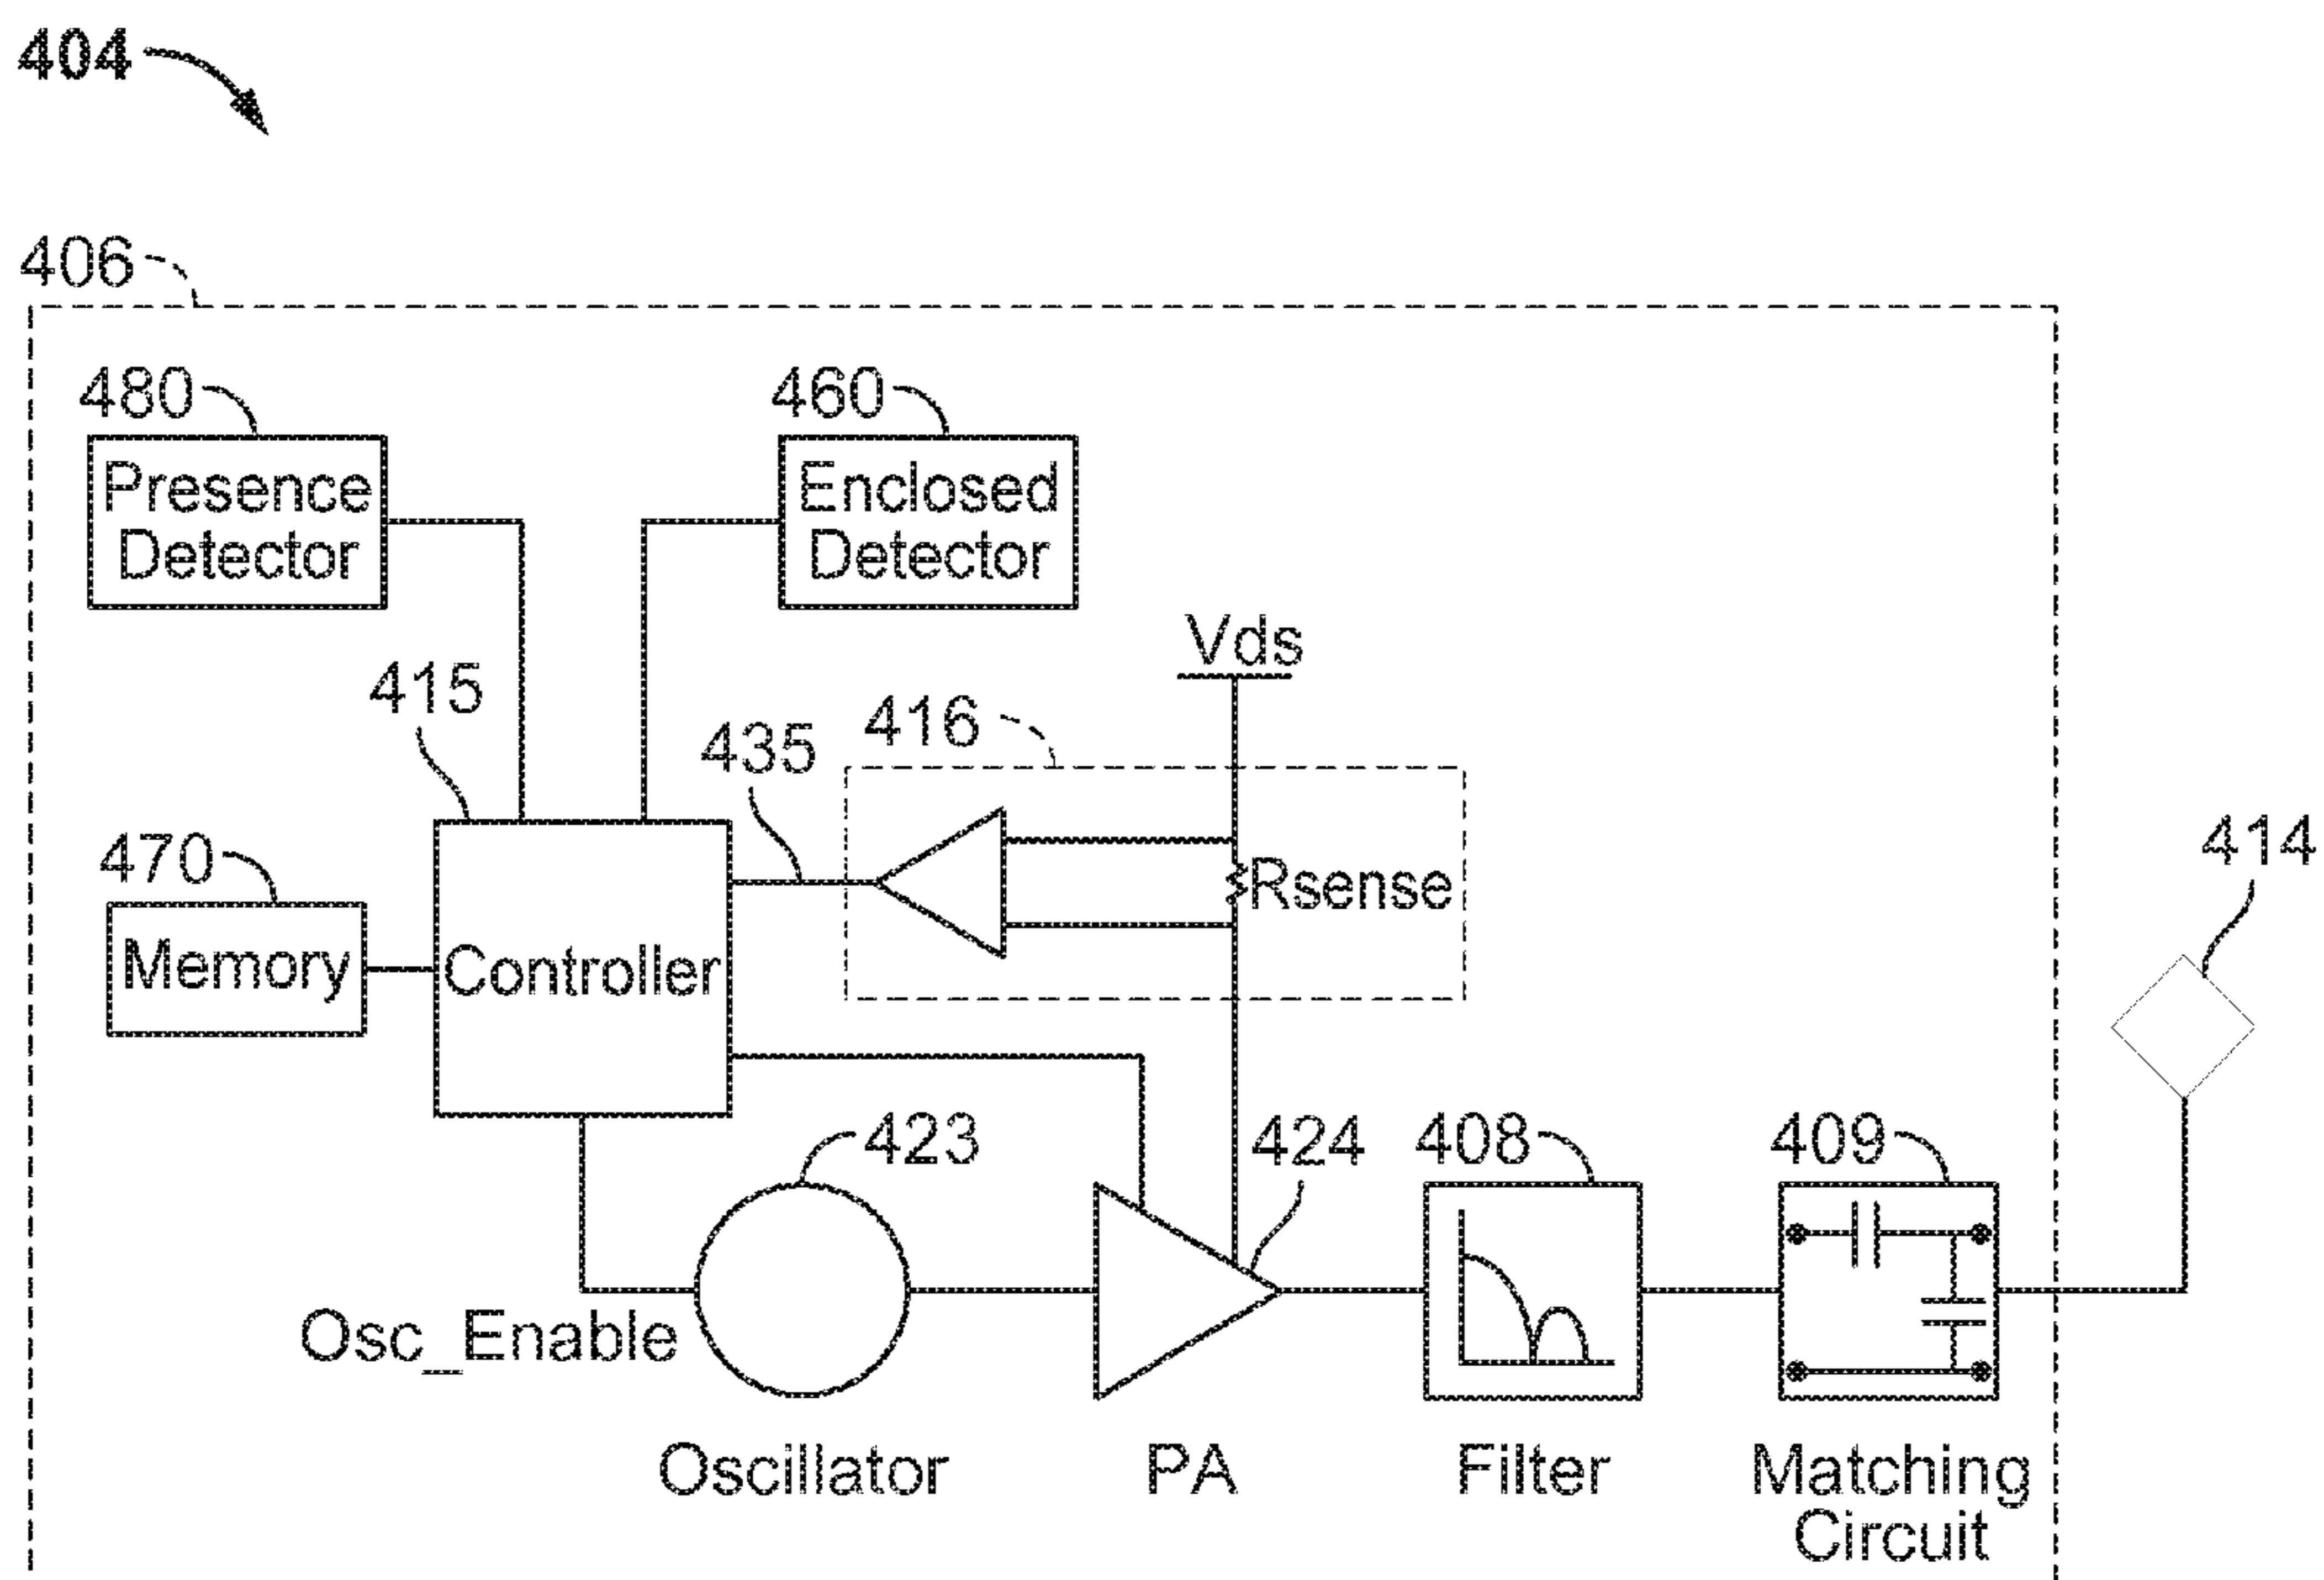 404
406
480
460
Presence
Detector
Enclosed
Detector
Vds
415
416
435
414
470
Rsense
Memory
Controller
423
424
408
409
Osc_Enable
Oscillator
PA
Filter
Matching
Circuit